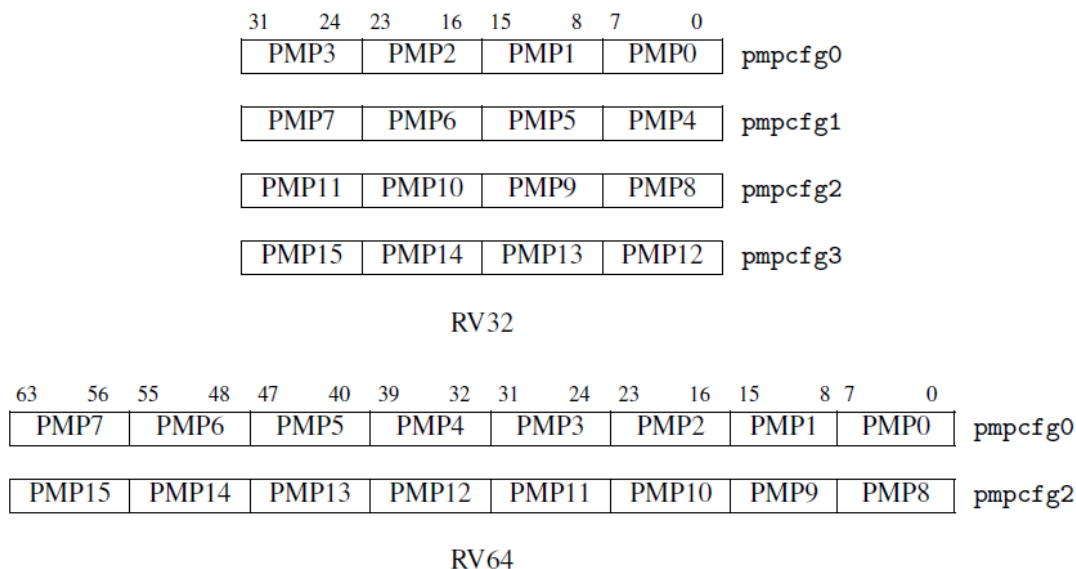 31 24 23 16 15 8 7 0
PMP3 PMP2 PMP1 PMP0 pmpcfg0
PMP7 PMP6 PMP5 PMP4 pmpcfg1
PMP11 PMP10 PMP9 PMP8 pmpcfg2
PMP15 PMP14 PMP13 PMP12 pmpcfg3
RV32
63 56 55 48 47 40 39 32 31 24 23 16 15 8 7 0
PMP7 PMP6 PMP5 PMP4 PMP3 PMP2 PMP1 PMP0 pmpcfg0
PMP15 PMP14 PMP13 PMP12 PMP11 PMP10 PMP9 PMP8 pmpcfg2
RV64